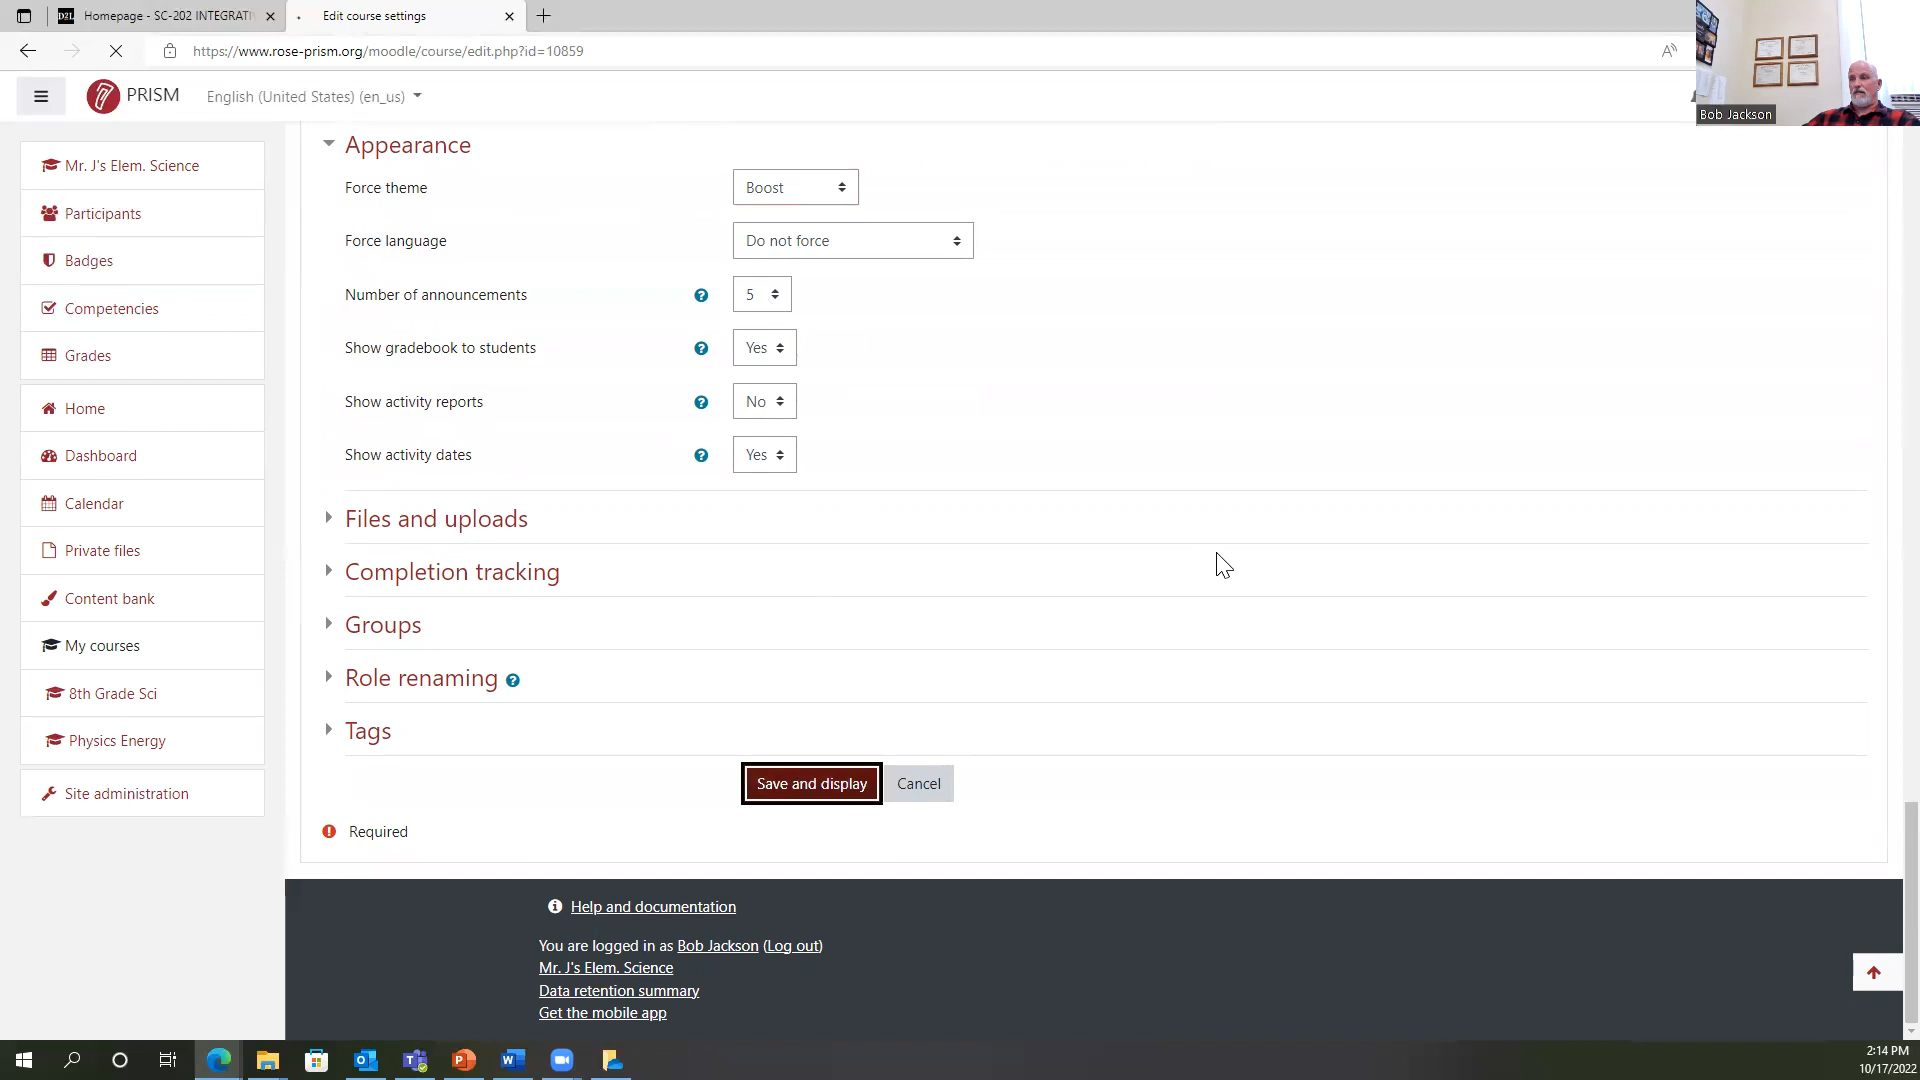 D2L Homepage - SC-202 INTEGRATI
Edit course settings
https://www.rose-prism.org/moodle/course/edit.php?id=10859
PRISM
English (United States) (en_us)
Bob Jackson
Mr. J's Elem. Science
Participants
Badges
Competencies
Grades
Home
Dashboard
Calendar
Private files
Content bank
My courses
8th Grade Sci
Physics Energy
Site administration
Appearance
Force theme
Boost
Force language
Do not force
Number of announcements
5
Show gradebook to students
Yes
Show activity reports
No
Show activity dates
Yes
Files and uploads
Completion tracking
Groups
Role renaming
Tags
Save and display
Cancel
Required
Help and documentation
You are logged in as Bob Jackson (Log out)
Mr. J's Elem. Science
Data retention summary
Get the mobile app
2:14 PM
10/17/2022